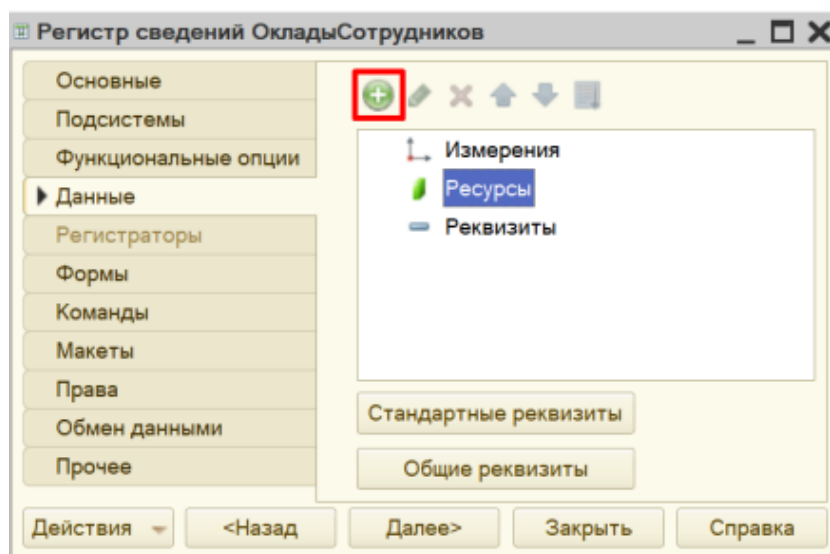 Регистр сведений ОкладыСотрудников
Основные
Подсистемы
Функциональные опции
Данные
Регистраторы
Формы
Команды
Макеты
Права
Обмен данными
Прочее
Измерения
Ресурсы
Реквизиты
Стандартные реквизиты
Общие реквизиты
Действия <Назад Далее> Закрыть Справка